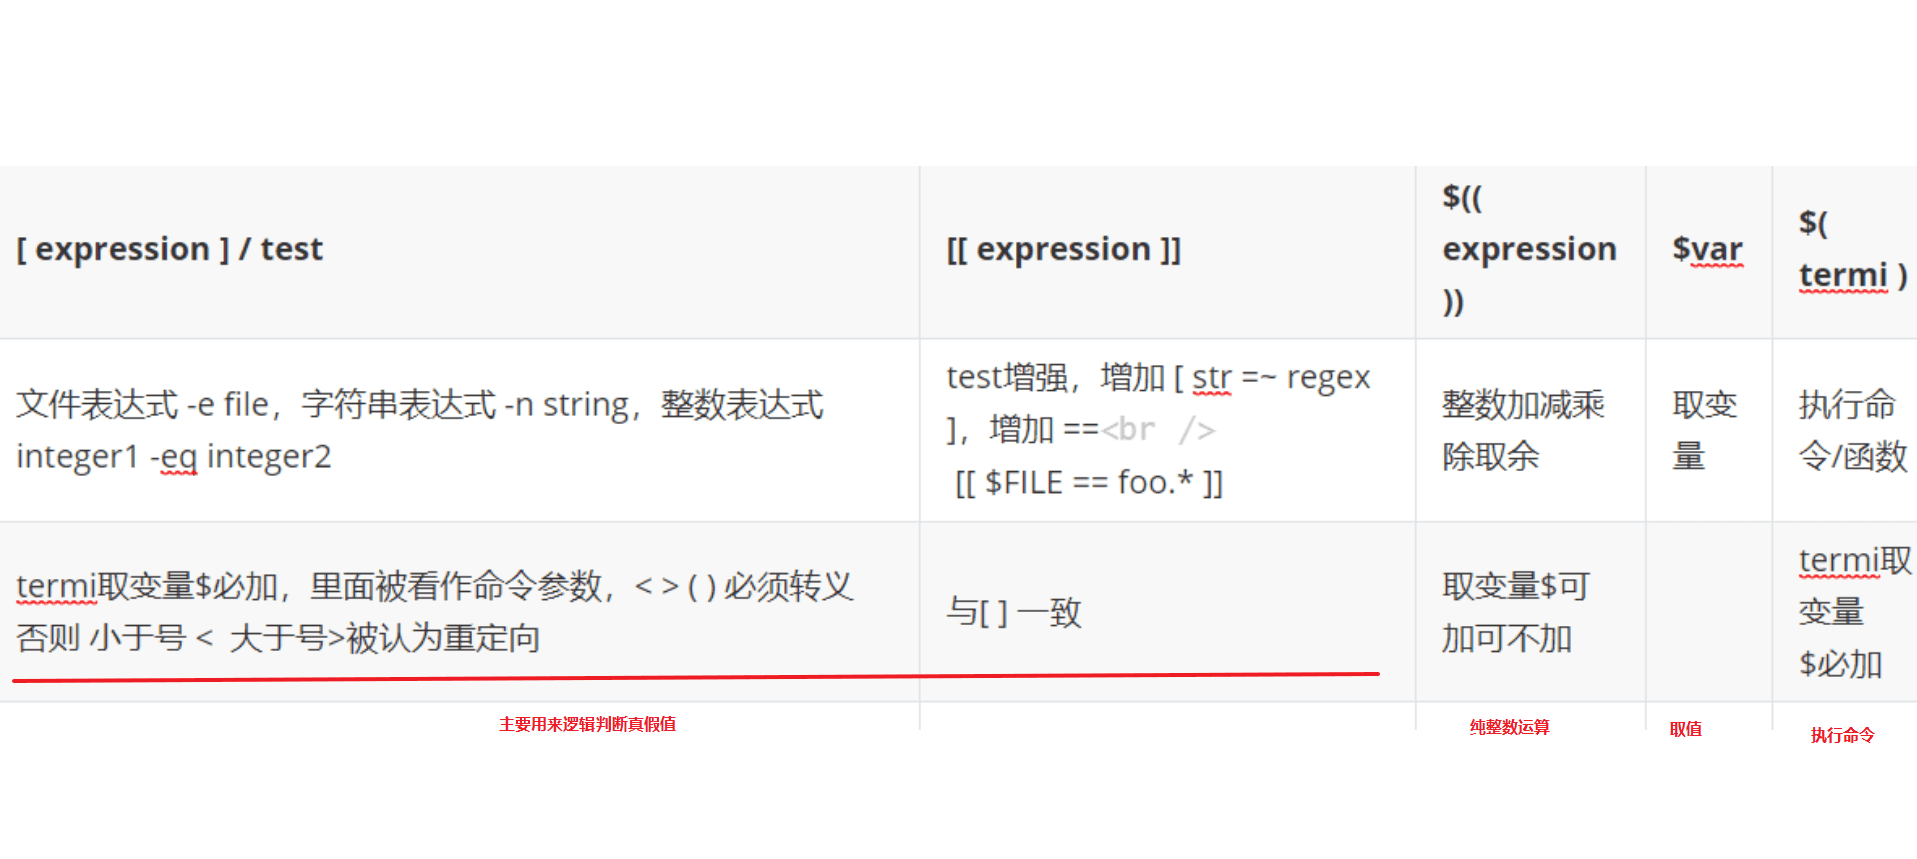 [ expression ] / test
[[ expression ]]
$((
expression
))
$var
$(
termi )
文件表达式 -e file，字符串表达式 -n string，整数表达式
integer1 -eq integer2
test增强，增加 [ str =~ regex
]，增加 ==<br />
[[ $FILE == foo.* ]]
整数加减乘
除取余
取变
量
执行命
令/函数
termi取变量$必加，里面被看作命令参数，< > ( ) 必须转义
否则 小于号 < 大于号>被认为重定向
与[ ] 一致
取变量$可
加可不加
termi取
变量
$必加
主要用来逻辑判断真假值
纯整数运算
取值
执行命令